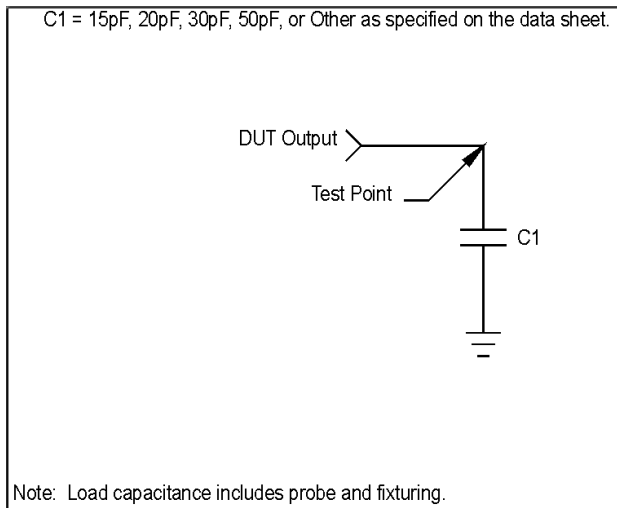 C1 = 15pF, 20pF, 30pF, 50pF, or Other as specified on the data sheet.
DUT Output
Test Point
C1
Note: Load capacitance includes probe and fixturing.